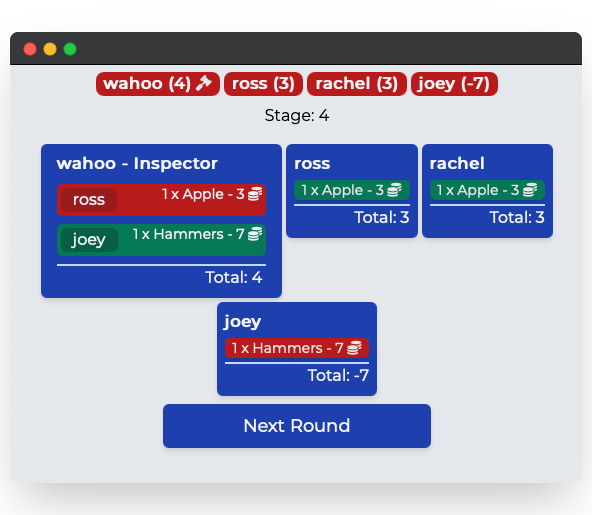 wahoo (4) ross (3) rachel (3) joey (-7)
Stage: 4
wahoo - Inspector
ross 1 x Apple - 3
joey 1 x Hammers - 7
Total: 4
ross
1 x Apple - 3
Total: 3
rachel
1 x Apple - 3
Total: 3
joey
1 x Hammers - 7
Total: -7
Next Round